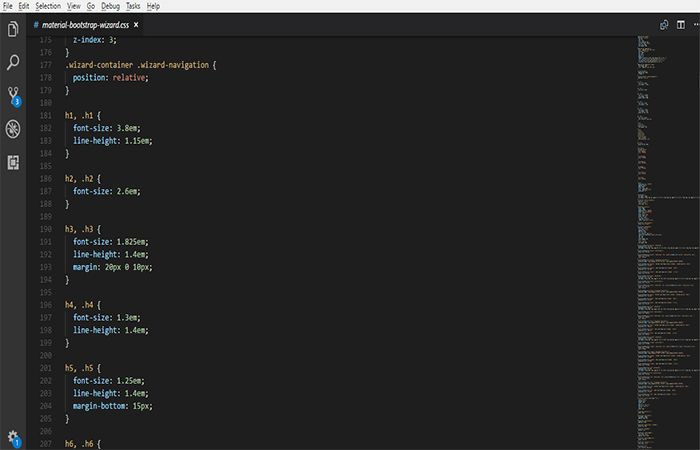 File Edit Selection View Go Debug Tasks Help
# material-bootstrap-wizard.css ×
175 z-index: 3;
176 }
177 .wizard-container .wizard-navigation {
178 position: relative;
179 }
180
181 h1, .h1 {
182 font-size: 3.8em;
183 line-height: 1.15em;
184 }
185
186 h2, .h2 {
187 font-size: 2.6em;
188 }
189
190 h3, .h3 {
191 font-size: 1.825em;
192 line-height: 1.4em;
193 margin: 20px 0 10px;
194 }
195
196 h4, .h4 {
197 font-size: 1.3em;
198 line-height: 1.4em;
199 }
200
201 h5, .h5 {
202 font-size: 1.25em;
203 line-height: 1.4em;
204 margin-bottom: 15px;
205 }
206
207 h6, .h6 {
3
1